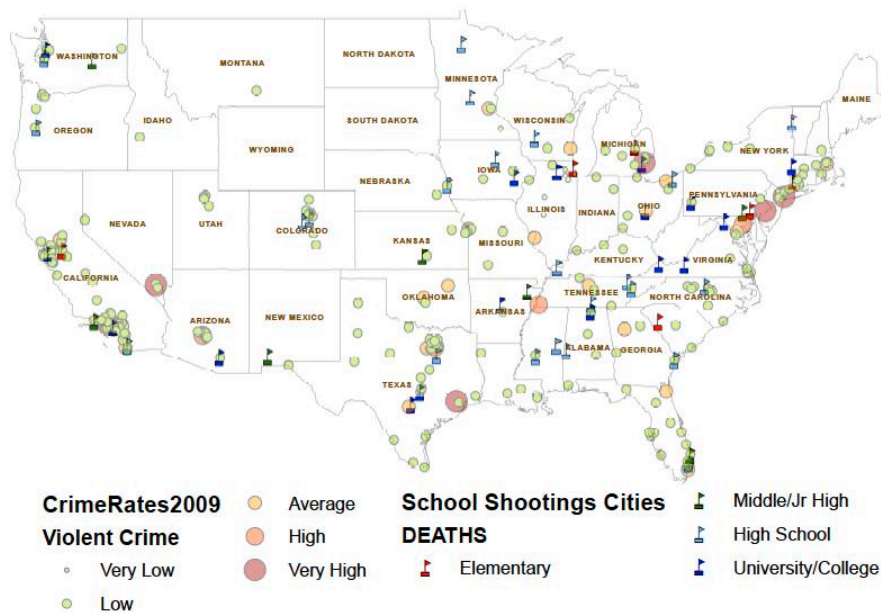 WASHINGTON
MONTANA
NORTH DAKOTA
MINNESOTA
MAINE
OREGON
IDAHO
SOUTH DAKOTA
WISCONSIN
MICHIGAN
NEW YORK
WYOMING
IOWA
NEBRASKA
PENNSYLVANIA
NEVADA
UTAH
COLORADO
ILLINOIS
INDIANA
OHIO
KANSAS
MISSOURI
KENTUCKY
VIRGINIA
CALIFORNIA
OKLAHOMA
TENNESSEE
NORTH CAROLINA
ARIZONA
NEW MEXICO
ARKANSAS
ALABAMA
GEORGIA
TEXAS
CrimeRates2009
Violent Crime
Very Low
Low
Average
High
Very High
School Shootings Cities
DEATHS
Elementary
Middle/Jr High
High School
University/College